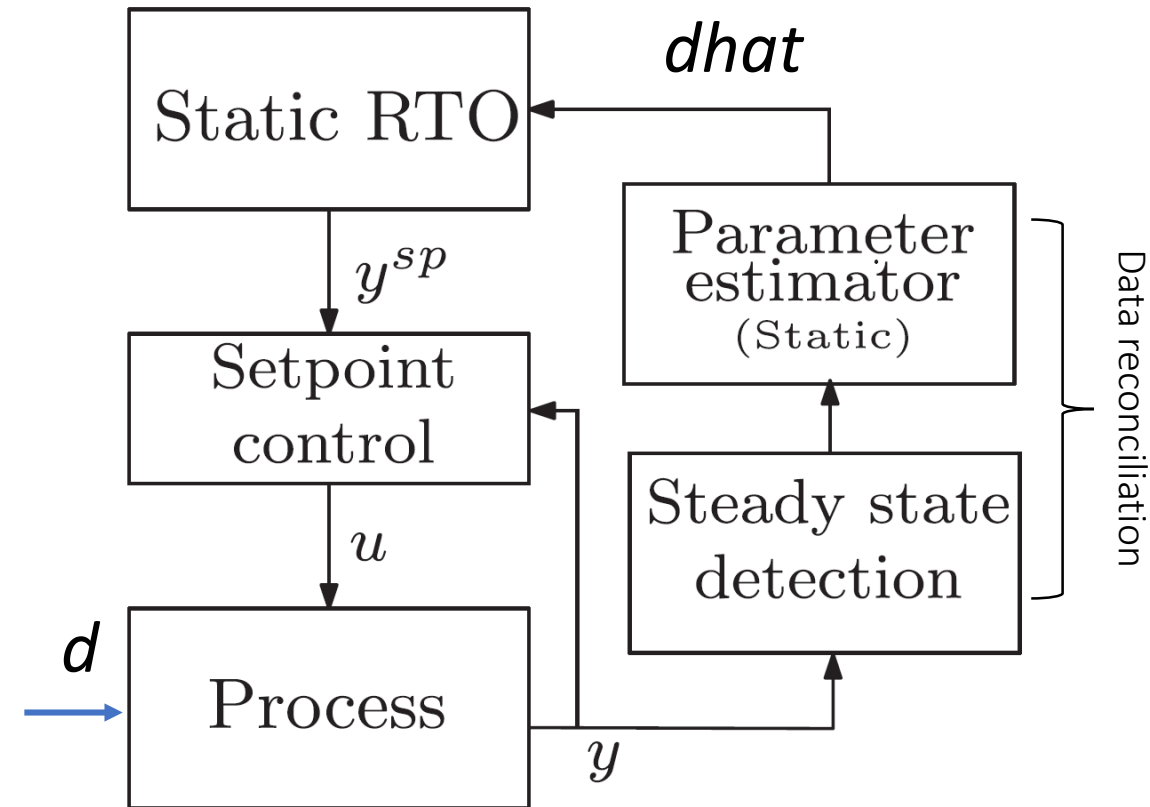 dhat
Static RTO
Parameter
estimator
(Static)
y^{sp}
Setpoint
control
Data reconciliation
Steady state
detection
u
d
Process
y